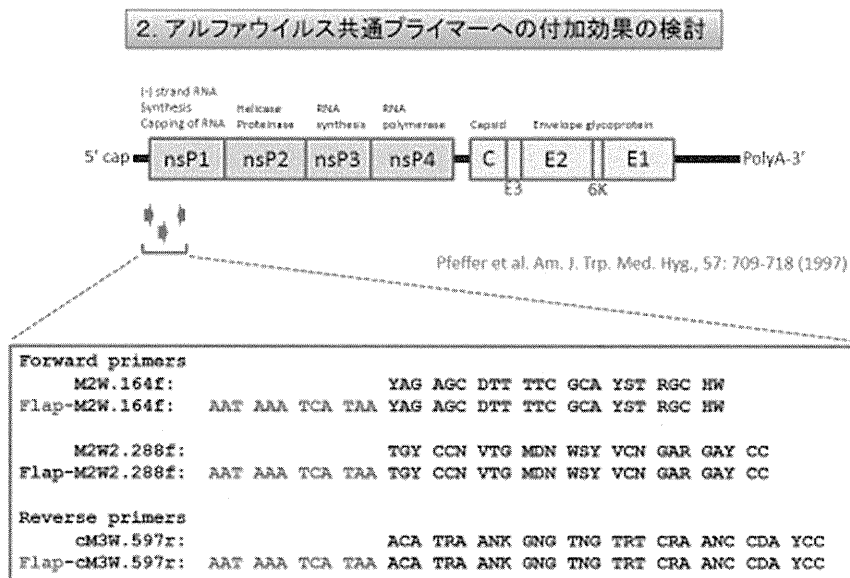 2. アルファウイルス共通プライマーへの付加効果の検討
(-) strand RNA
Synthesis
Capping of RNA
Helicase
Proteinase
RNA
synthesis
RNA
polymerase
Capsid
Envelope glycoprotein
5' cap
nsP1
nsP2
nsP3
nsP4
C
E2
E1
PolyA-3'
E3
6K
Pfeffer et al. Am. J. Trp. Med. Hyg., 57: 709-718 (1997)
Forward primers
M2W.164f: YAG AGC DTT TTC GCA YST RGC HW
Flap-M2W.164f: AAT AAA TCA TAA YAG AGC DTT TTC GCA YST RGC HW
M2W2.288f: TGY CCN VTG MDN WSY VCN GAR GAY CC
Flap-M2W2.288f: AAT AAA TCA TAA TGY CCN VTG MDN WSY VCN GAR GAY CC
Reverse primers
cM3W.597r: ACA TRA ANK GNG TNG TRT CRA ANC CDA YCC
Flap-cM3W.597r: AAT AAA TCA TAA ACA TRA ANK GNG TNG TRT CRA ANC CDA YCC